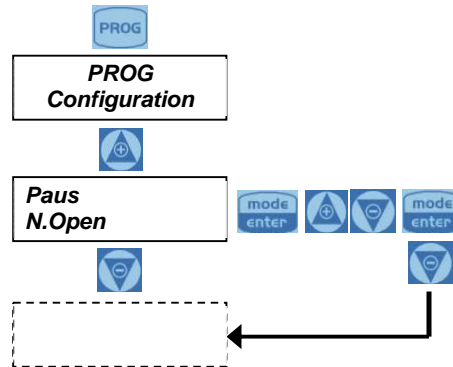 PROG
PROG
Configuration
Paus
N.Open
mode
enter
mode
enter